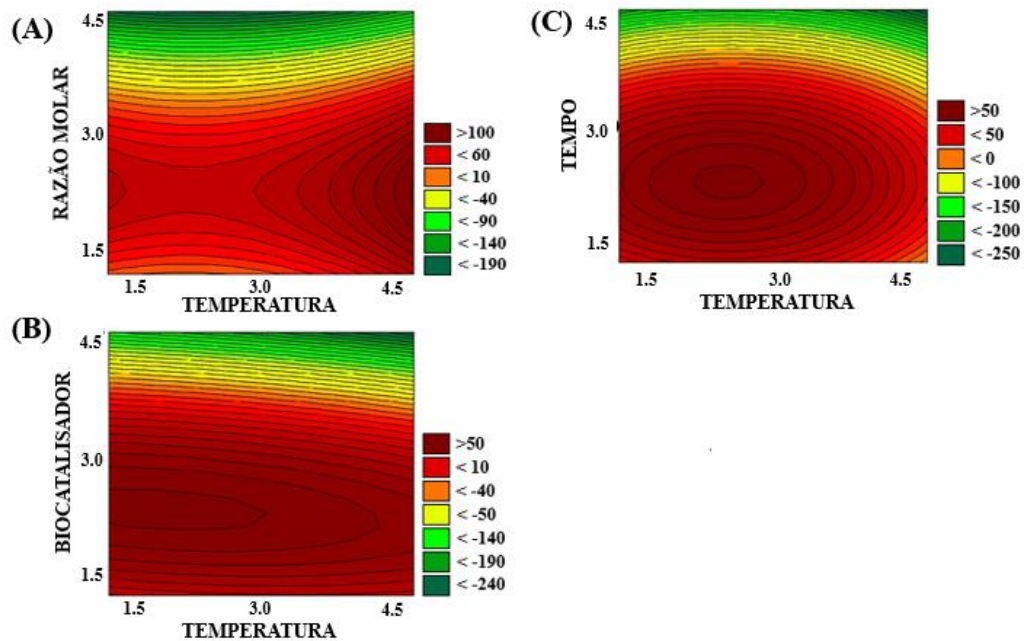 (A)
RAZÃO MOLAR
4.5
3.0
1.5
1.5 3.0 4.5
TEMPERATURA
>100
< 60
< 10
< -40
< -90
< -140
< -190
(C)
TEMPO
4.5
3.0
1.5
1.5 3.0 4.5
TEMPERATURA
>50
< 50
< 0
< -100
< -150
< -200
< -250
(B)
BIOCATALISADOR
4.5
3.0
1.5
1.5 3.0 4.5
TEMPERATURA
>50
< 10
< -40
< -50
< -140
< -190
< -240